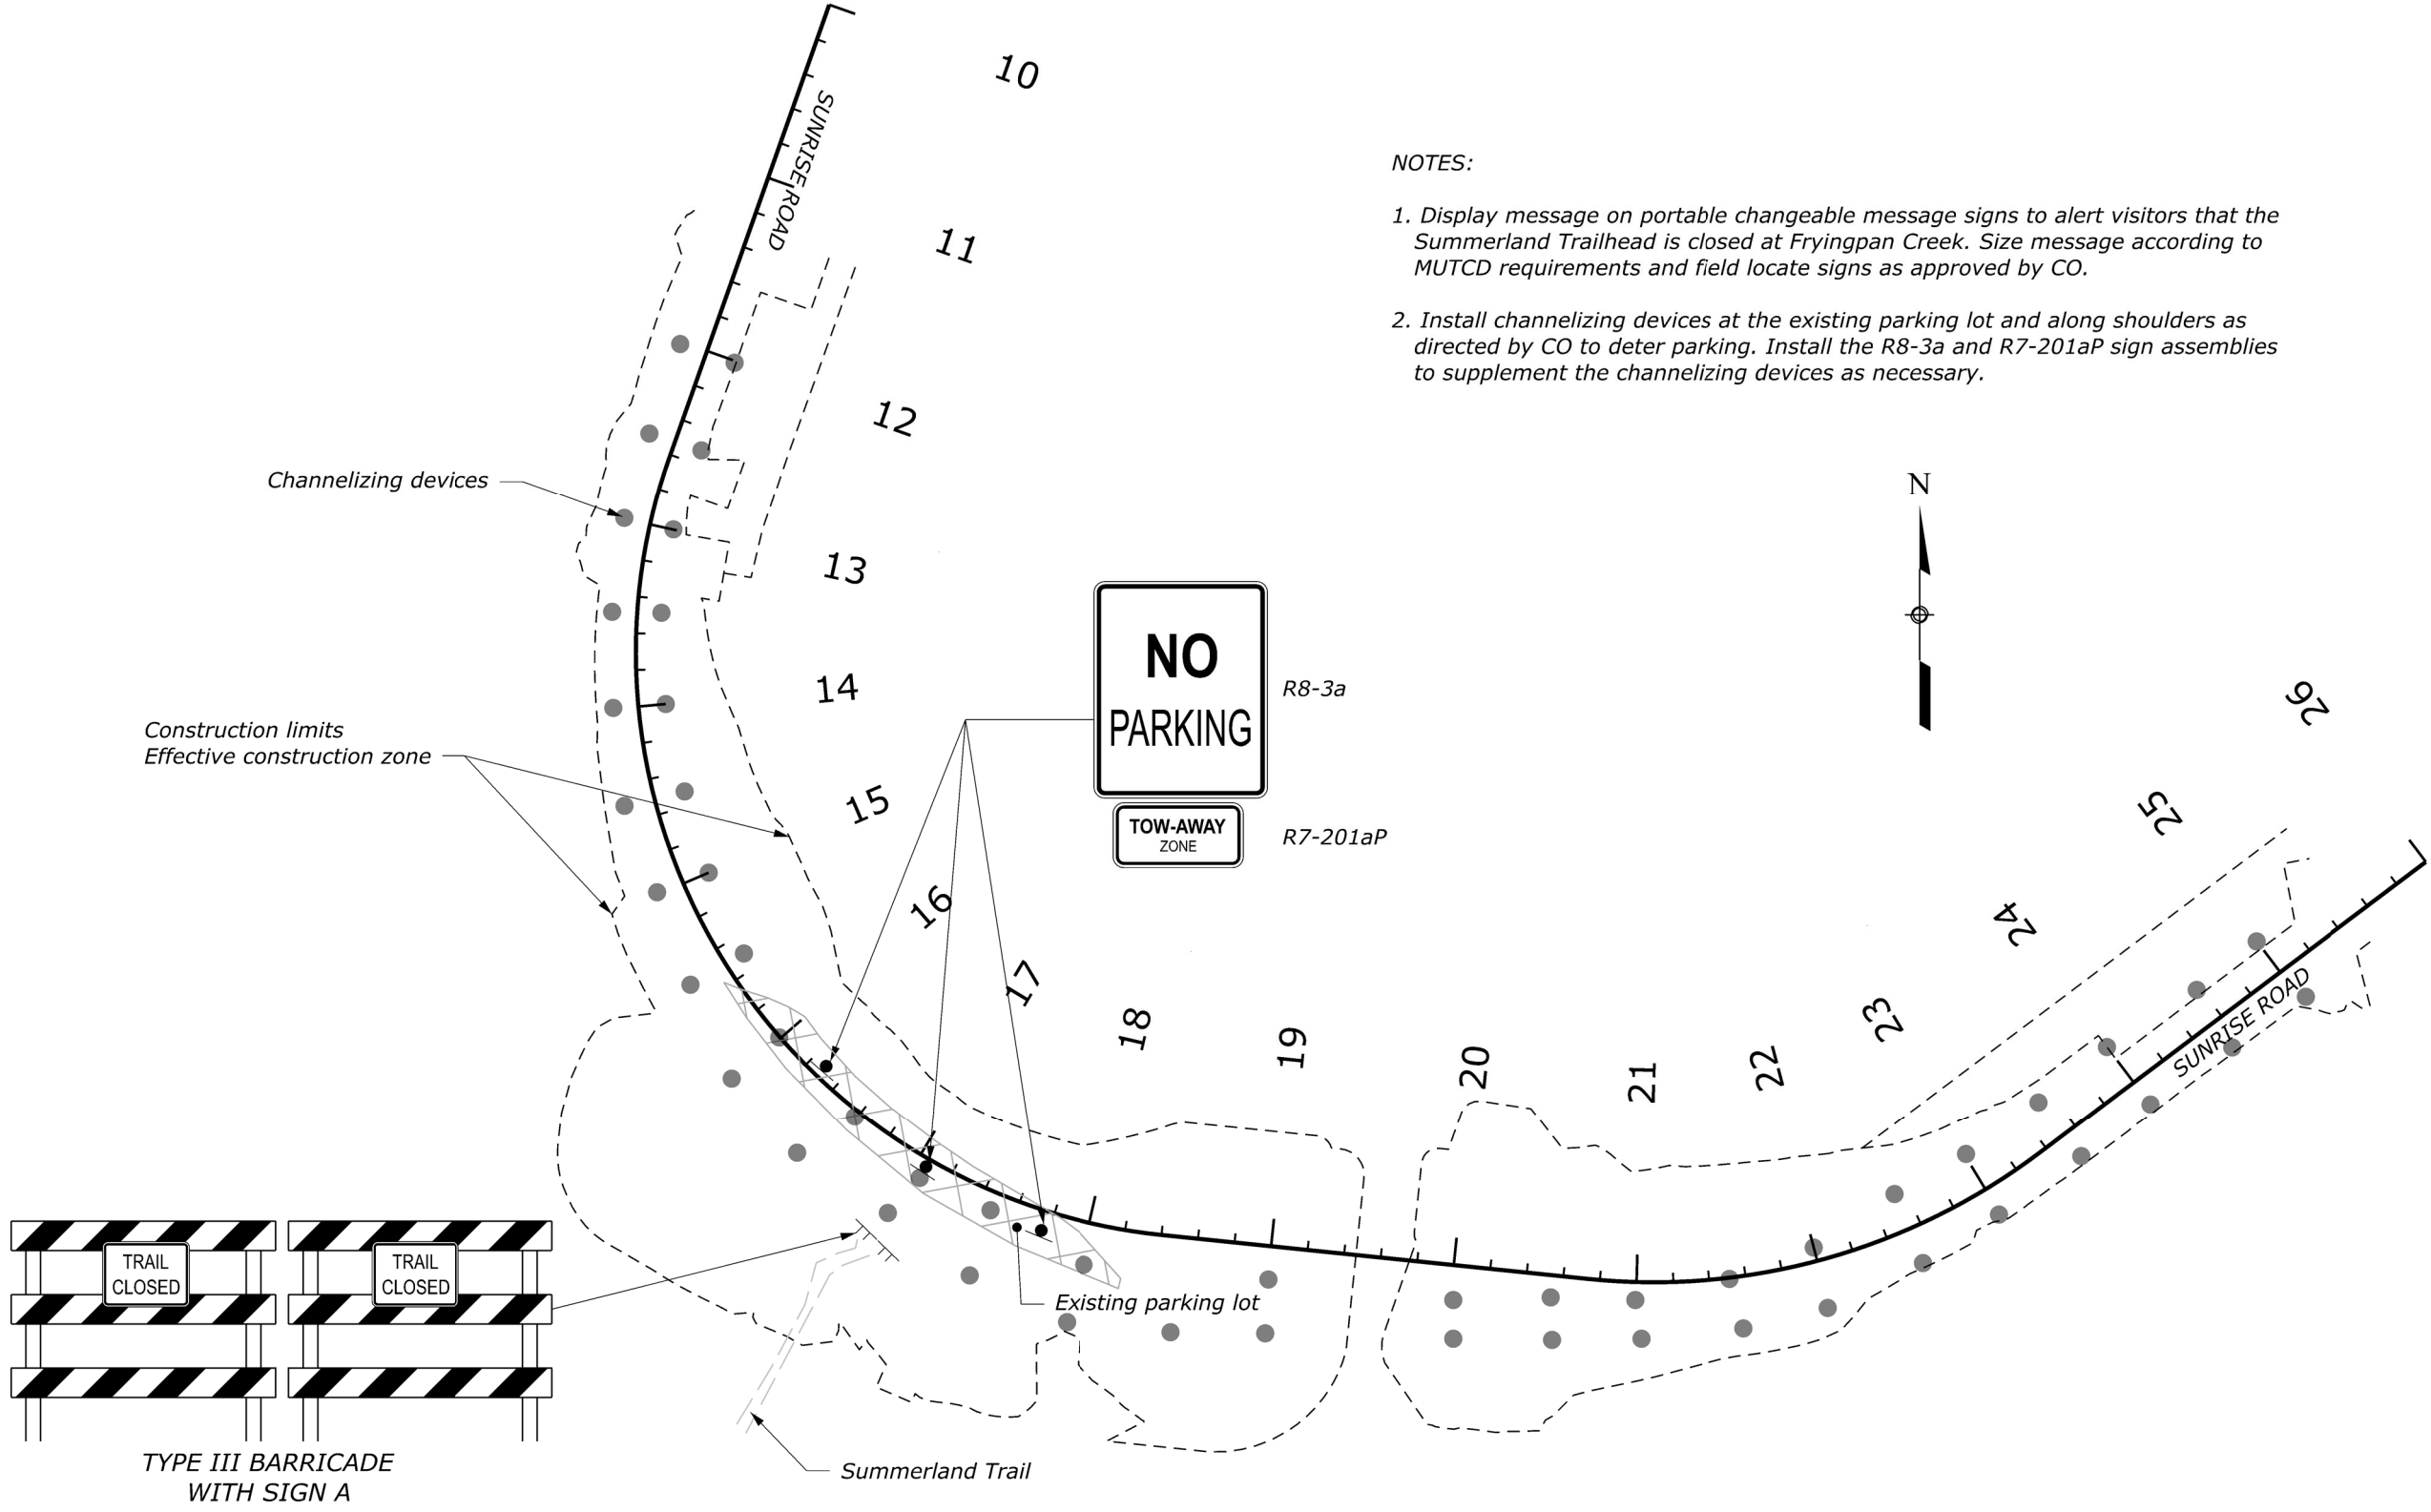 10
SUNRISE ROAD
NOTES:
1. Display message on portable changeable message signs to alert visitors that the
Summerland Trailhead is closed at Fryingpan Creek. Size message according to
MUTCD requirements and field locate signs as approved by CO.
2. Install channelizing devices at the existing parking lot and along shoulders as
directed by CO to deter parking. Install the R8-3a and R7-201aP sign assemblies
to supplement the channelizing devices as necessary.
11
12
Channelizing devices
N
13
NO
PARKING
R8-3a
14
Construction limits
Effective construction zone
TOW-AWAY
ZONE
R7-201aP
15
16
17
18
19
20
21
22
23
24
25
26
SUNRISE ROAD
TRAIL
CLOSED
TRAIL
CLOSED
Existing parking lot
TYPE III BARRICADE
WITH SIGN A
Summerland Trail